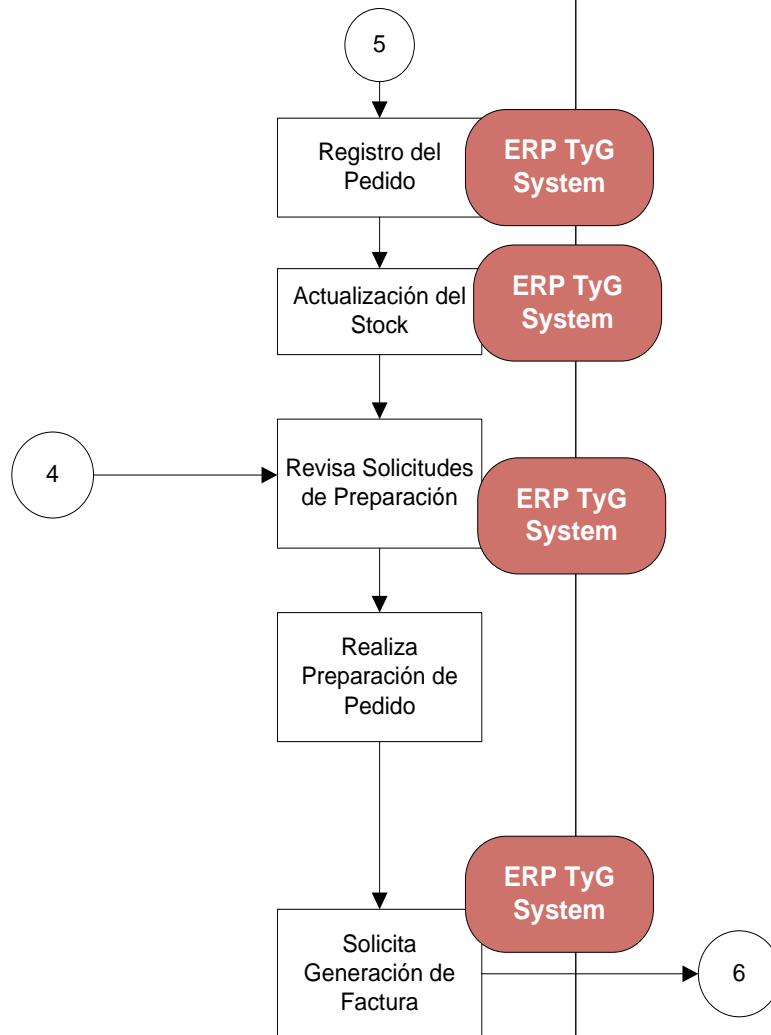 5
Registro del
Pedido
ERP TyG
System
Actualización del
Stock
ERP TyG
System
4
Revisa Solicitudes
de Preparación
ERP TyG
System
Realiza
Preparación de
Pedido
ERP TyG
System
Solicita
Generación de
Factura
6